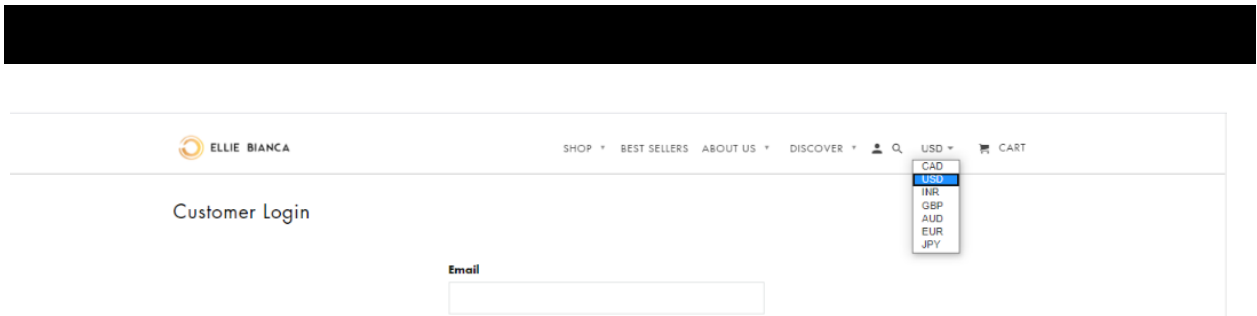 ELLIE BIANCA
SHOP BEST SELLERS ABOUT US DISCOVER USD CART
CAD
USD
INR
GBP
AUD
EUR
JPY
Customer Login
Email